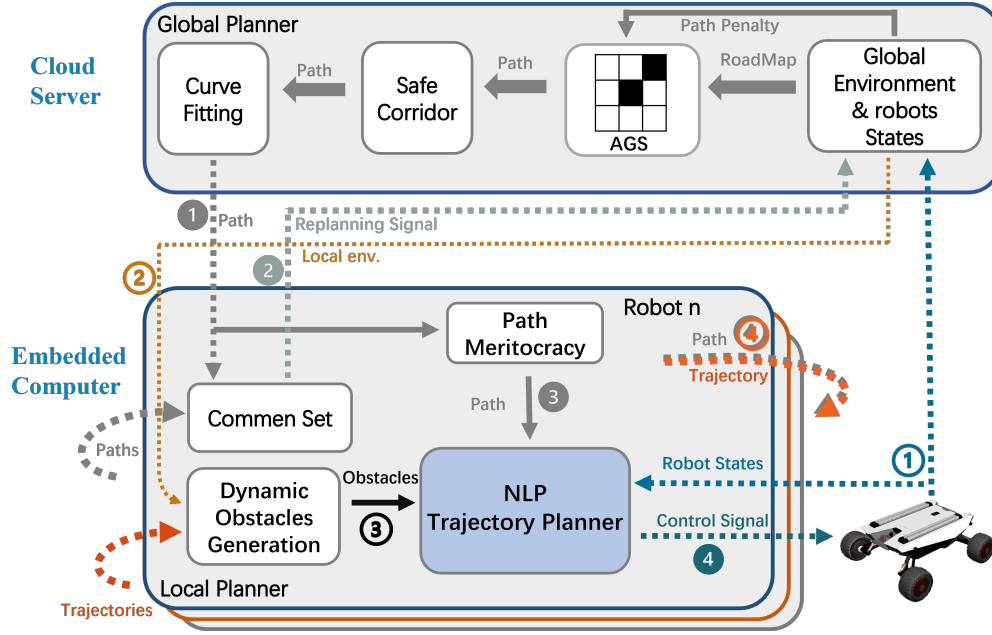 Global Planner
Path Penalty
Cloud
Server
Curve
Fitting
Path
Safe
Corridor
Path
AGS
RoadMap
Global
Environment
& robots
States
1
Path
Replanning Signal
2
Local env.
2
Robot n
Embedded
Computer
Path
Meritocracy
Path
4
Trajectory
Commen Set
Paths
Path
3
Dynamic
Obstacles
Generation
Obstacles
3
NLP
Trajectory Planner
Robot States
1
Control Signal
4
Trajectories
Local Planner